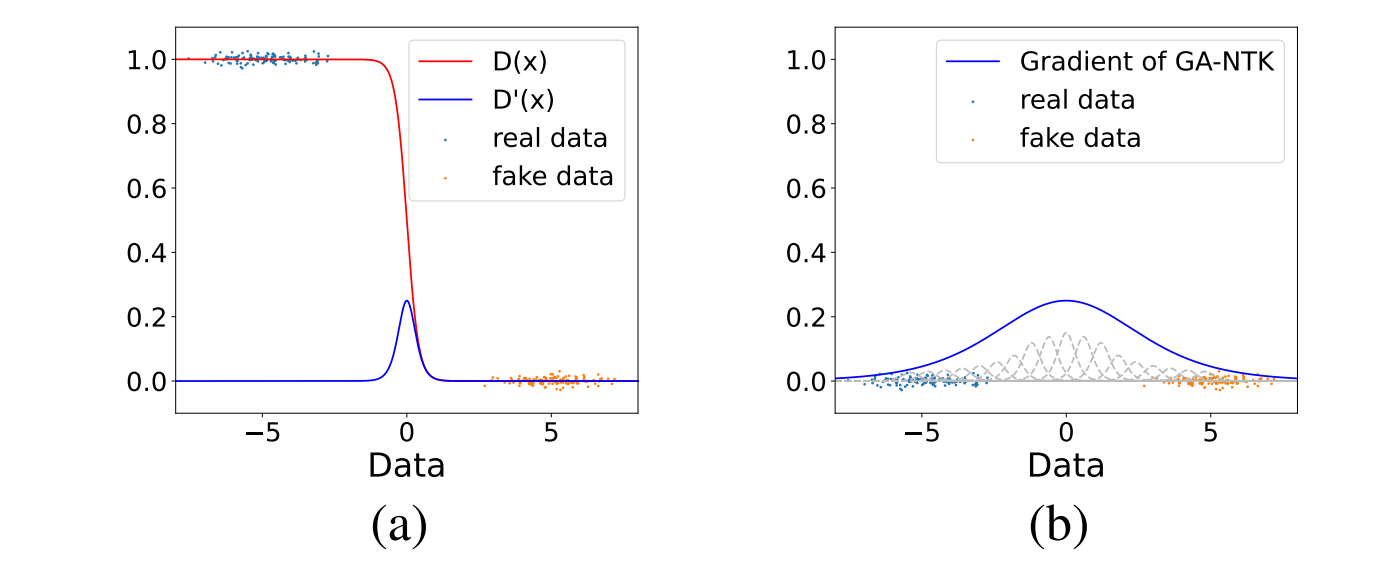 1.0
0.8
0.6
0.4
0.2
0.0
−5
0
5
Data
D(x)
D'(x)
real data
fake data
(a)
1.0
0.8
0.6
0.4
0.2
0.0
−5
0
5
Data
Gradient of GA-NTK
real data
fake data
(b)